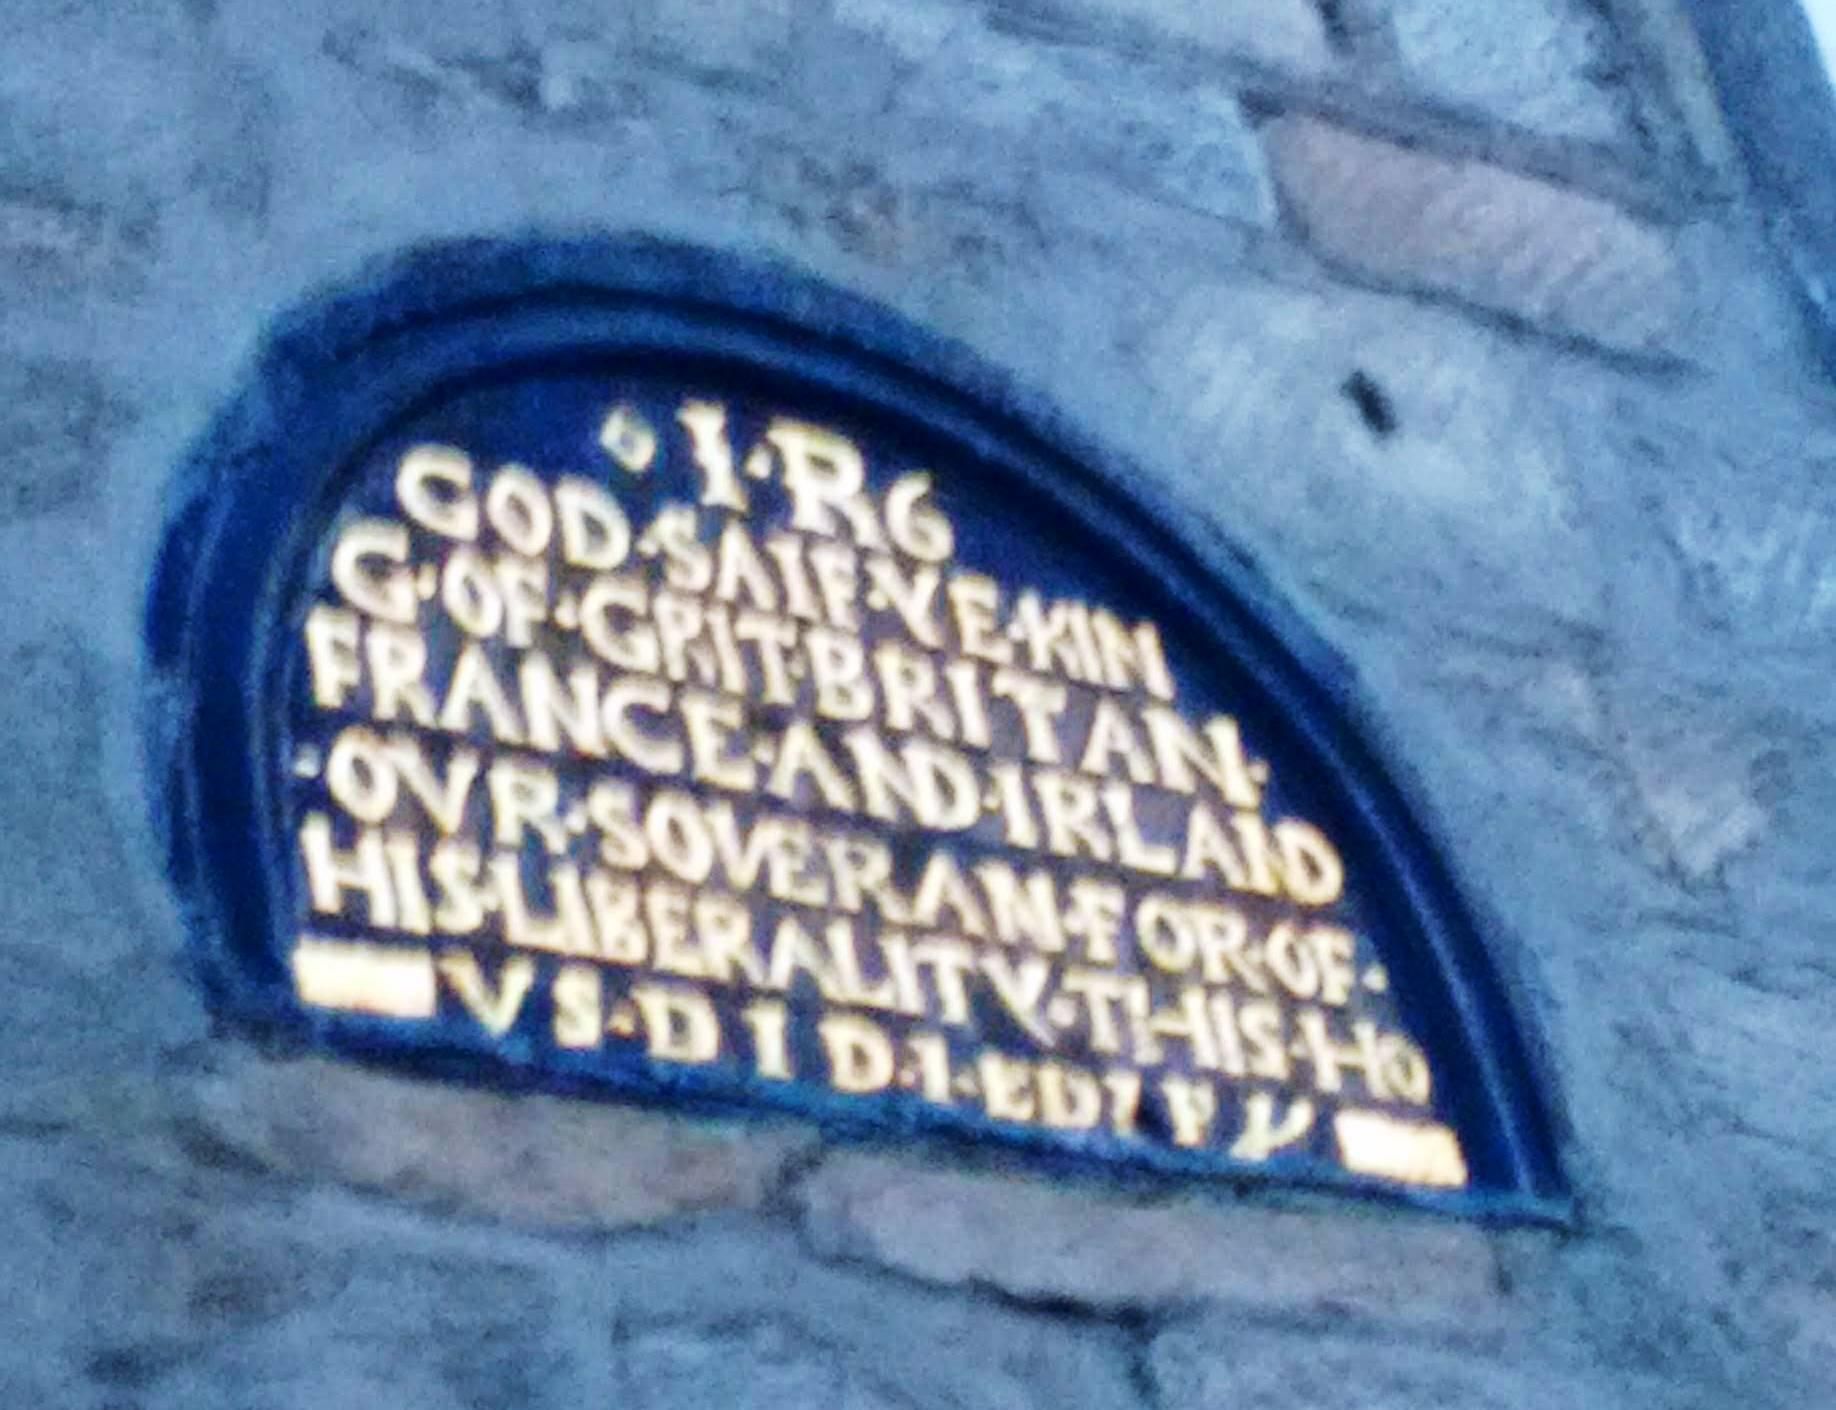 I·R 6
GOD·SAIF·YE·KIN
G·OF·GRIT·BRITAN·
FRANCE·AND·IRLAND
·OVR·SOVERAN·FOR·OF·
HIS·LIBERALITY·THIS·HO
VS·DID·I·EDIFY